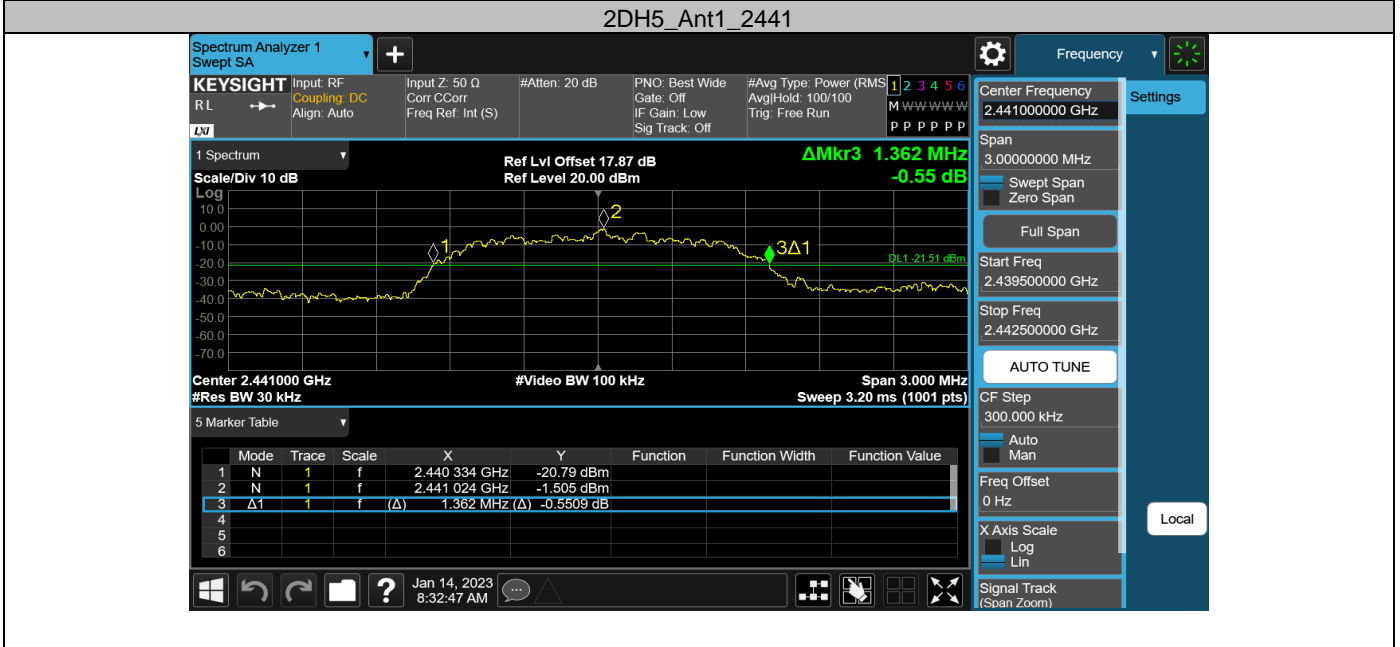 2DH5_Ant1_2441
Spectrum Analyzer 1
Swept SA
Frequency
KEYSIGHT
R L
LXI
Input: RF
Coupling: DC
Align: Auto
Input Z: 50 Ω
Corr CCorr
Freq Ref: Int (S)
#Atten: 20 dB
PNO: Best Wide
Gate: Off
IF Gain: Low
Sig Track: Off
#Avg Type: Power (RMS
Avg|Hold: 100/100
Trig: Free Run
1 2 3 4 5 6
M W W W W W
P P P P P P
Center Frequency
2.441000000 GHz
Settings
Span
3.00000000 MHz
Swept Span
Zero Span
Full Span
Start Freq
2.439500000 GHz
Stop Freq
2.442500000 GHz
AUTO TUNE
CF Step
300.000 kHz
Auto
Man
Freq Offset
0 Hz
X Axis Scale
Log
Lin
Signal Track
(Span Zoom)
Local
1 Spectrum
Scale/Div 10 dB
Ref Lvl Offset 17.87 dB
Ref Level 20.00 dBm
ΔMkr3 1.362 MHz
-0.55 dB
Log
10.0
0.00
-10.0
-20.0
-30.0
-40.0
-50.0
-60.0
-70.0
1
2
3Δ1
DL1 -21.51 dBm
Center 2.441000 GHz
#Video BW 100 kHz
Span 3.000 MHz
#Res BW 30 kHz
Sweep 3.20 ms (1001 pts)
5 Marker Table
Mode Trace Scale X Y Function Function Width Function Value
1 N 1 f 2.440 334 GHz -20.79 dBm
2 N 1 f 2.441 024 GHz -1.505 dBm
3 Δ1 1 f (Δ) 1.362 MHz (Δ) -0.5509 dB
4
5
6
?
Jan 14, 2023
8:32:47 AM